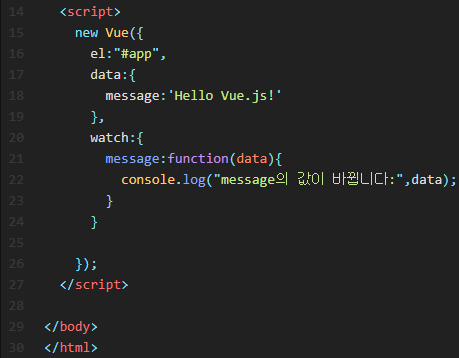 14 <script>
15 new Vue({
16 el:"#app",
17 data:{
18 message:'Hello Vue.js!'
19 },
20 watch:{
21 message:function(data){
22 console.log("message의 값이 바뀝니다:",data);
23 }
24 }
25
26 });
27 </script>
28
29 </body>
30 </html>